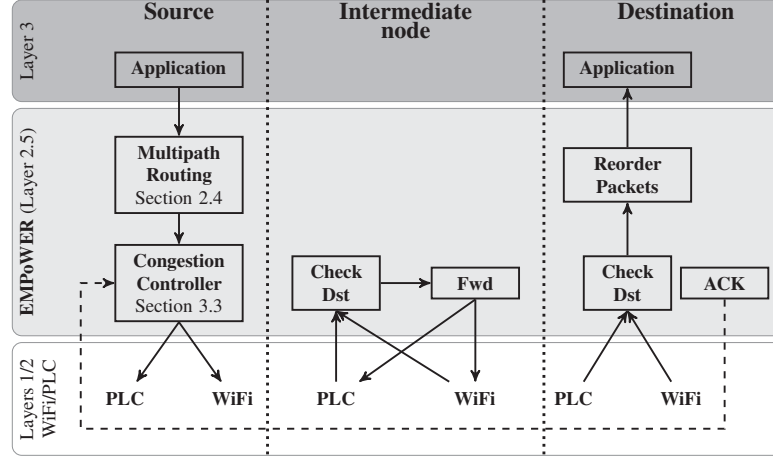 Source
Intermediate
node
Destination
Layer 3
Application
Application
EMPoWER (Layer 2.5)
Multipath
Routing
Section 2.4
Reorder
Packets
Congestion
Controller
Section 3.3
Check
Dst
Fwd
Check
Dst
ACK
Layers 1/2
WiFi/PLC
PLC
WiFi
PLC
WiFi
PLC
WiFi